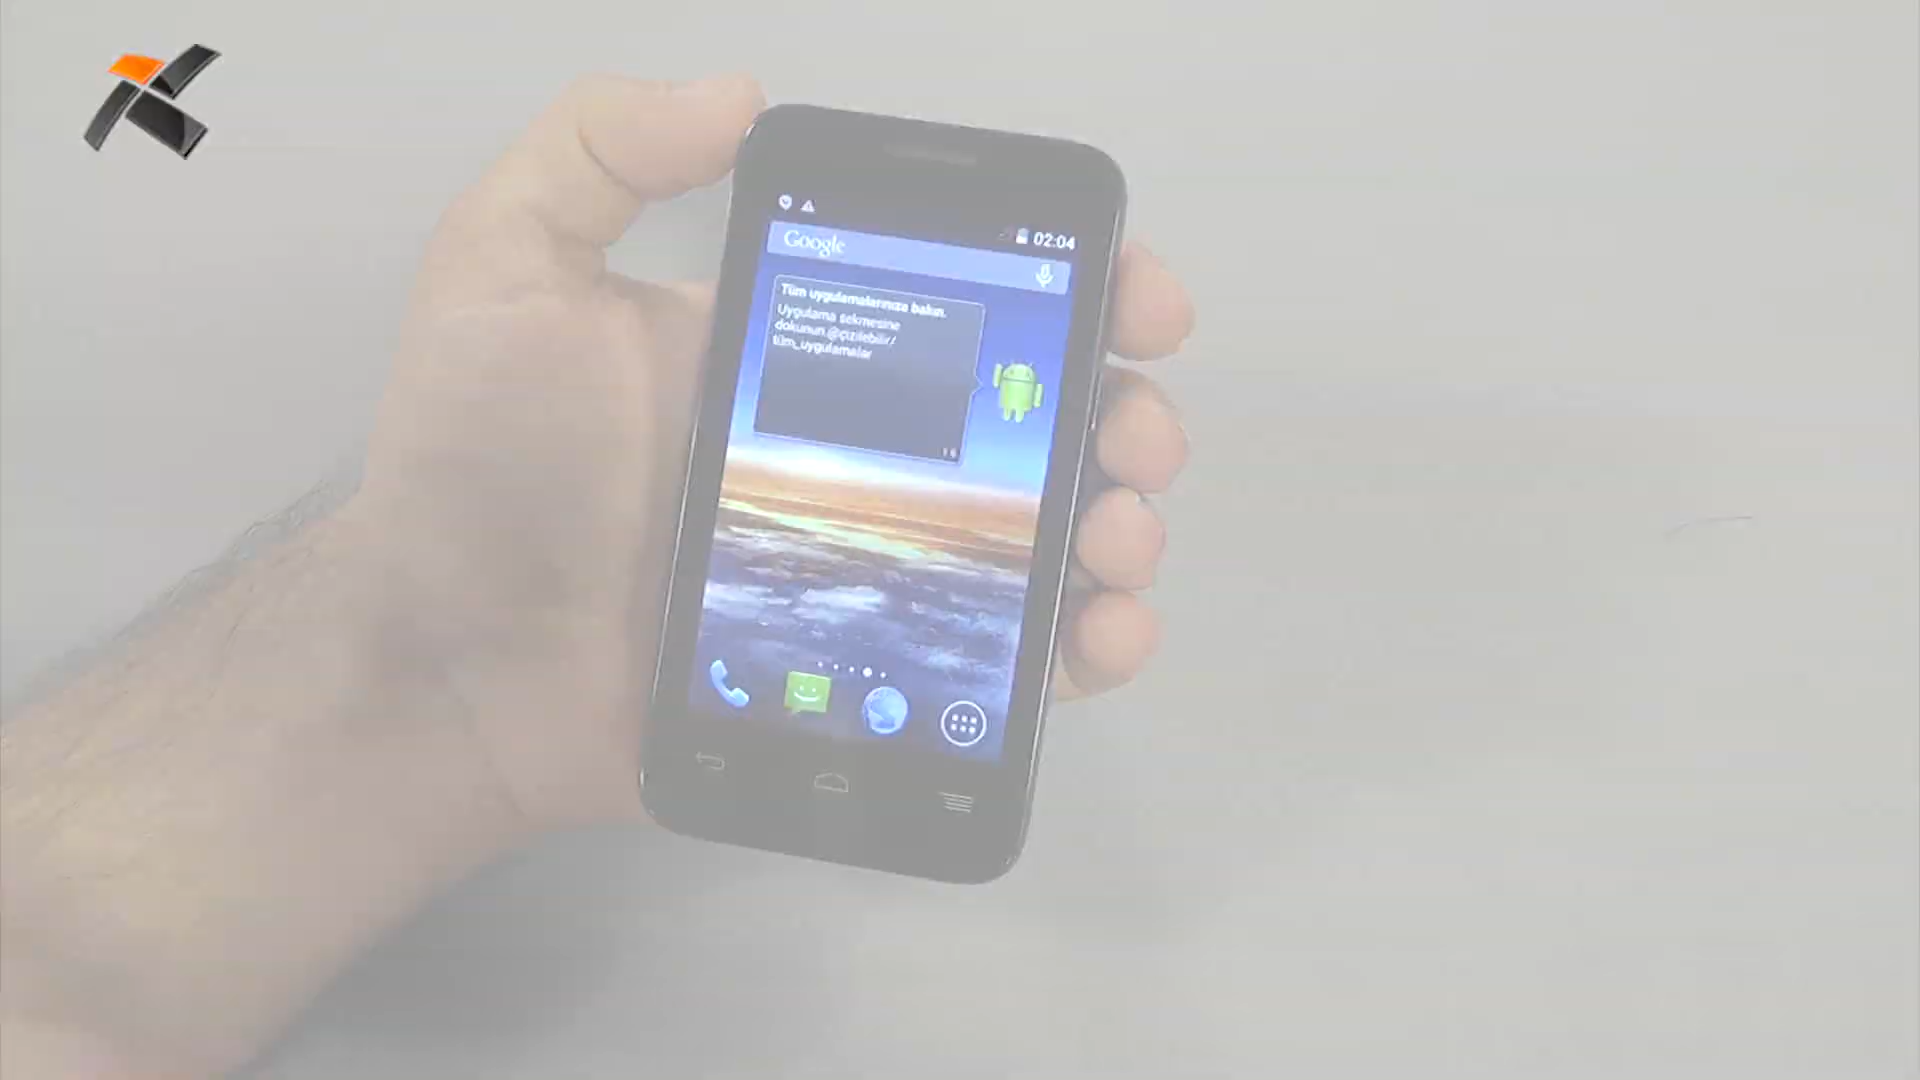 02:04
Google
Tüm uygulamalarınıza bakın.
Uygulama sekmesine
dokunun.@çizilebilir/
tüm_uygulamalar